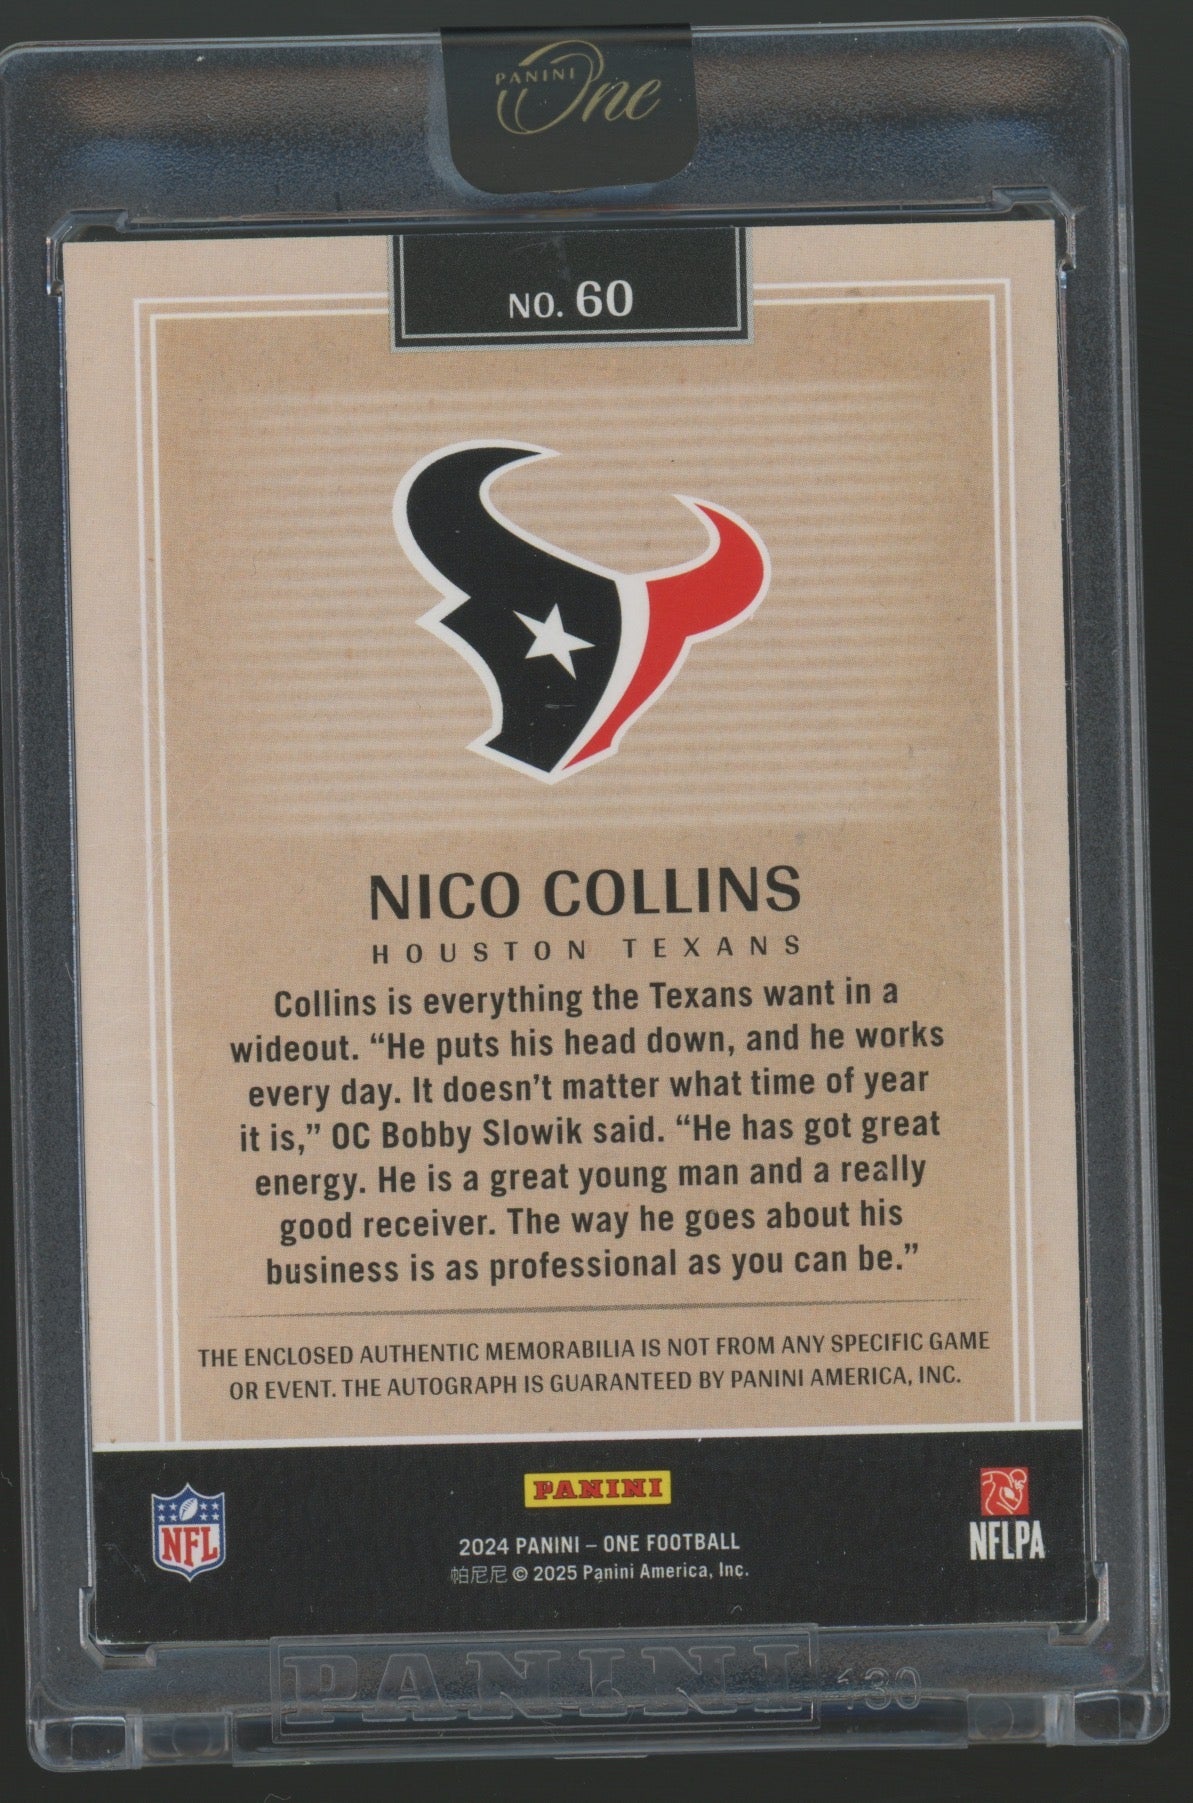 PANINI One
NO. 60
NICO COLLINS
HOUSTON TEXANS
Collins is everything the Texans want in a
wideout. “He puts his head down, and he works
every day. It doesn’t matter what time of year
it is,” OC Bobby Slowik said. “He has got great
energy. He is a great young man and a really
good receiver. The way he goes about his
business is as professional as you can be.”
THE ENCLOSED AUTHENTIC MEMORABILIA IS NOT FROM ANY SPECIFIC GAME
OR EVENT. THE AUTOGRAPH IS GUARANTEED BY PANINI AMERICA, INC.
PANINI
NFL
NFLPA
2024 PANINI – ONE FOOTBALL
帕尼尼 © 2025 Panini America, Inc.
PANINI 130